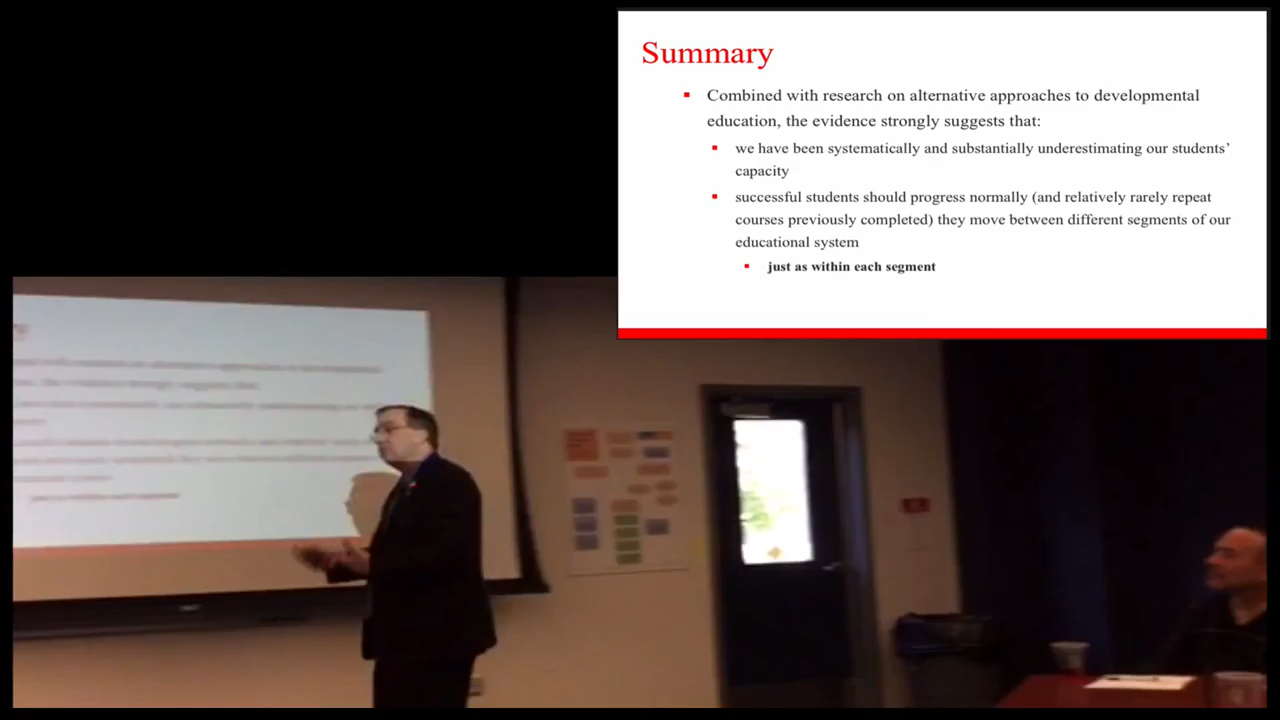 Summary
Combined with research on alternative approaches to developmental
education, the evidence strongly suggests that:
we have been systematically and substantially underestimating our students’
capacity
successful students should progress normally (and relatively rarely repeat
courses previously completed) they move between different segments of our
educational system
just as within each segment